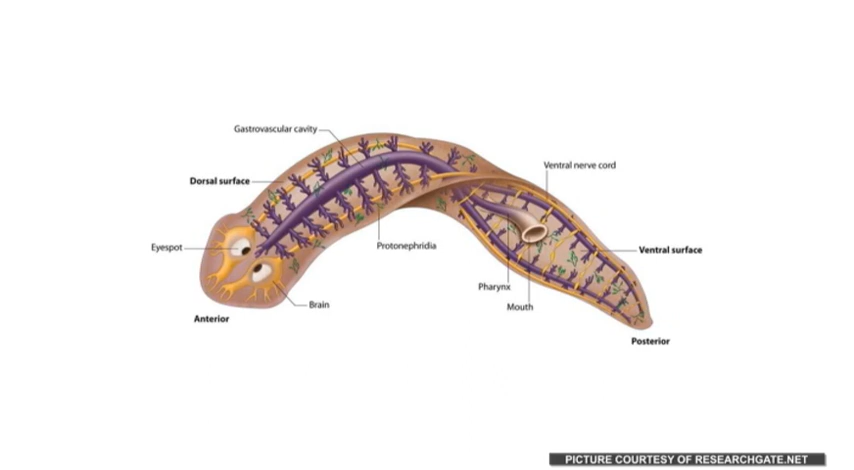 Gastrovascular cavity
Ventral nerve cord
Dorsal surface
Eyespot
Protonephridia
Ventral surface
Pharynx
Brain
Mouth
Anterior
Posterior
PICTURE COURTESY OF RESEARCHGATE.NET